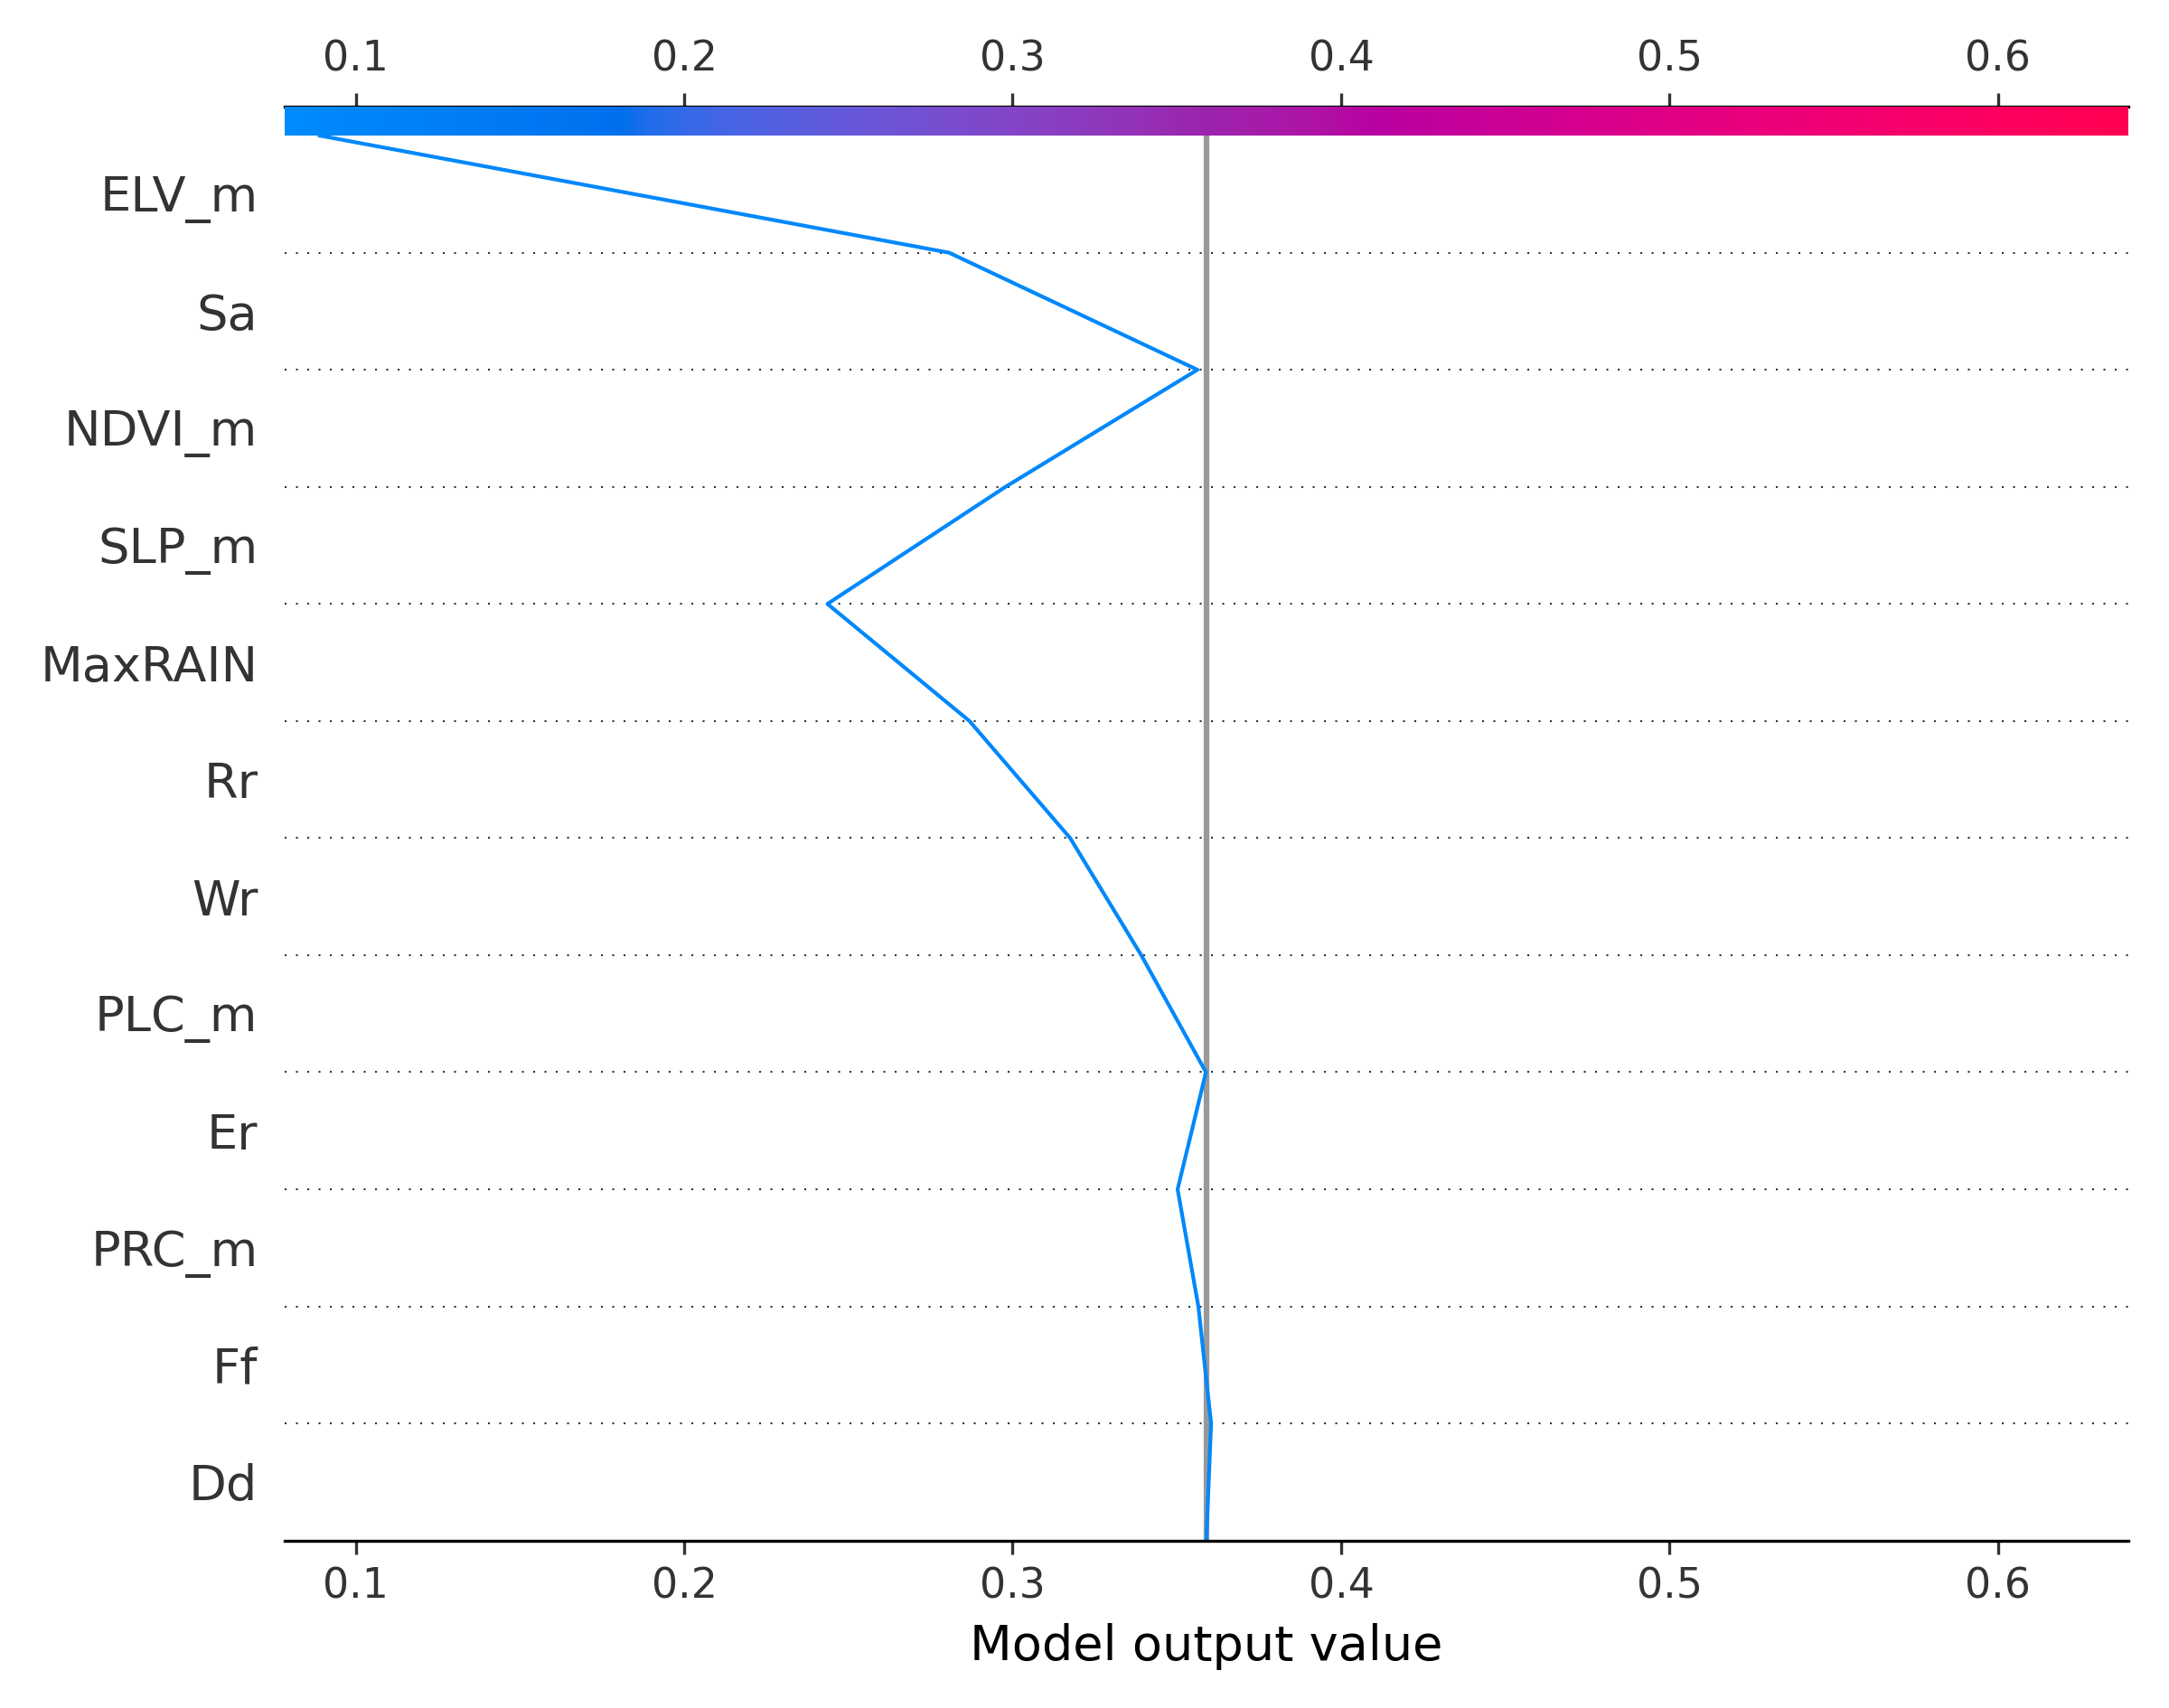 0.1 0.2 0.3 0.4 0.5 0.6
ELV_m
Sa
NDVI_m
SLP_m
MaxRAIN
Rr
Wr
PLC_m
Er
PRC_m
Ff
Dd
0.1 0.2 0.3 0.4 0.5 0.6
Model output value